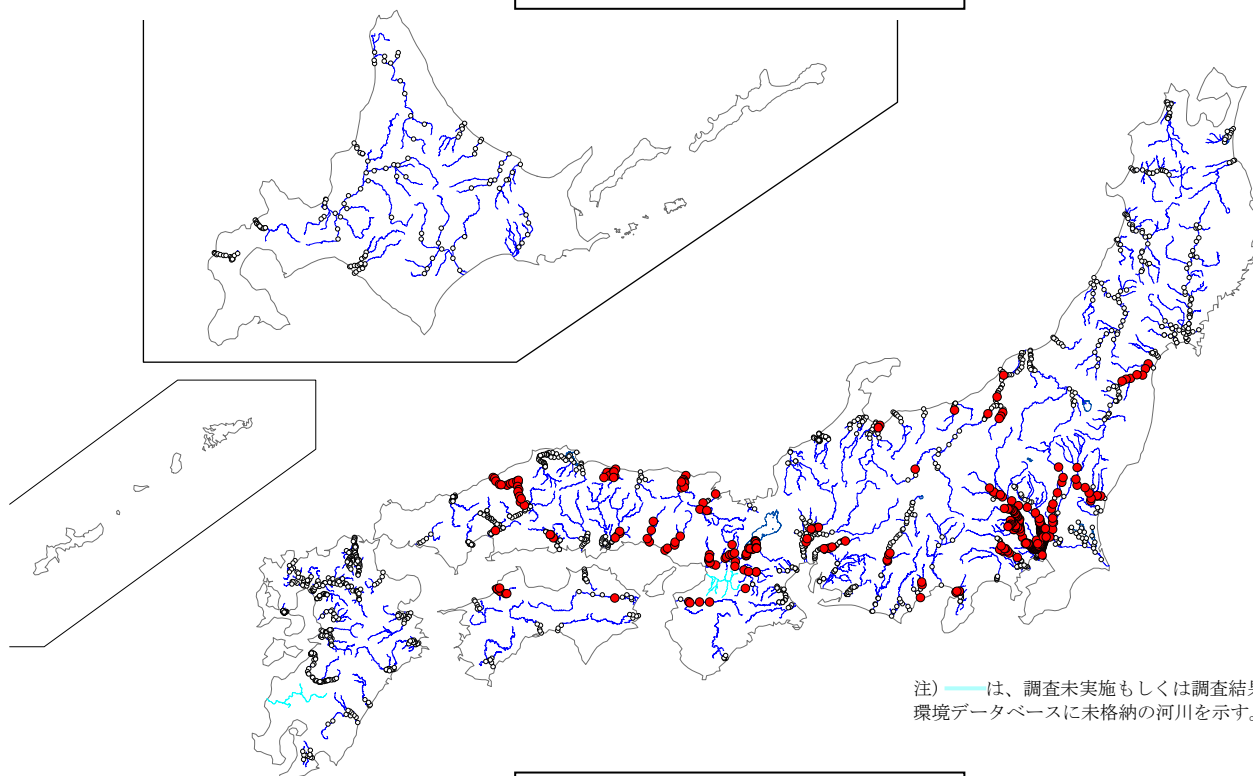 注) は、調査未実施もしくは調査結果
環境データベースに未格納の河川を示す。